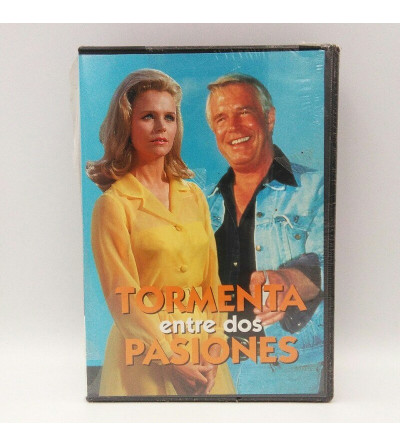 TORMENTA
entre dos
PASIONES